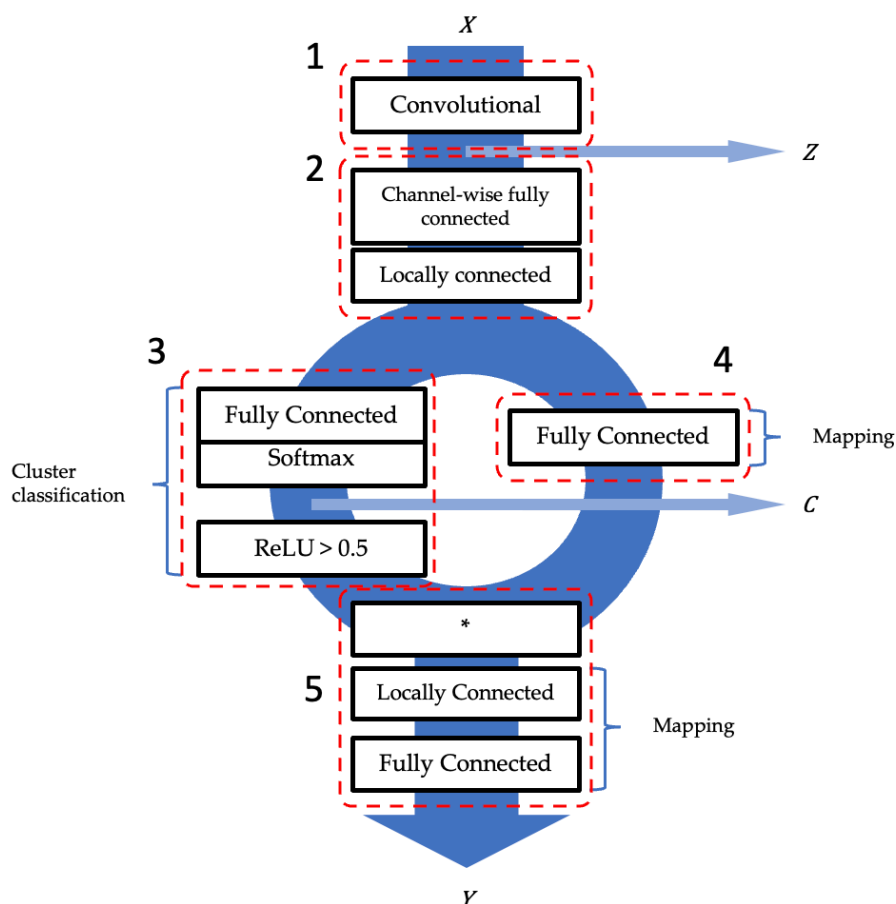 X
1
Convolutional
Z
2
Channel-wise fully
connected
Locally connected
3
4
Fully Connected
Softmax
Fully Connected
Mapping
Cluster
classification
C
ReLU > 0.5
*
5
Locally Connected
Mapping
Fully Connected
Y